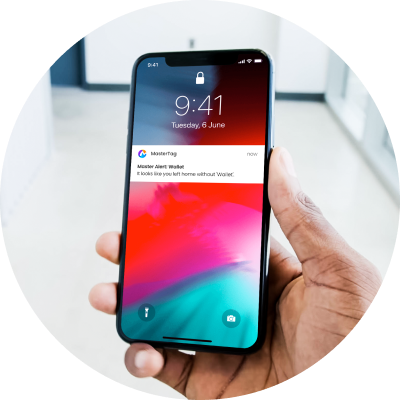 9:41
9:41
Tuesday, 6 June
MasterTag
now
Master Alert: Wallet
It looks like you left home without 'Wallet'.